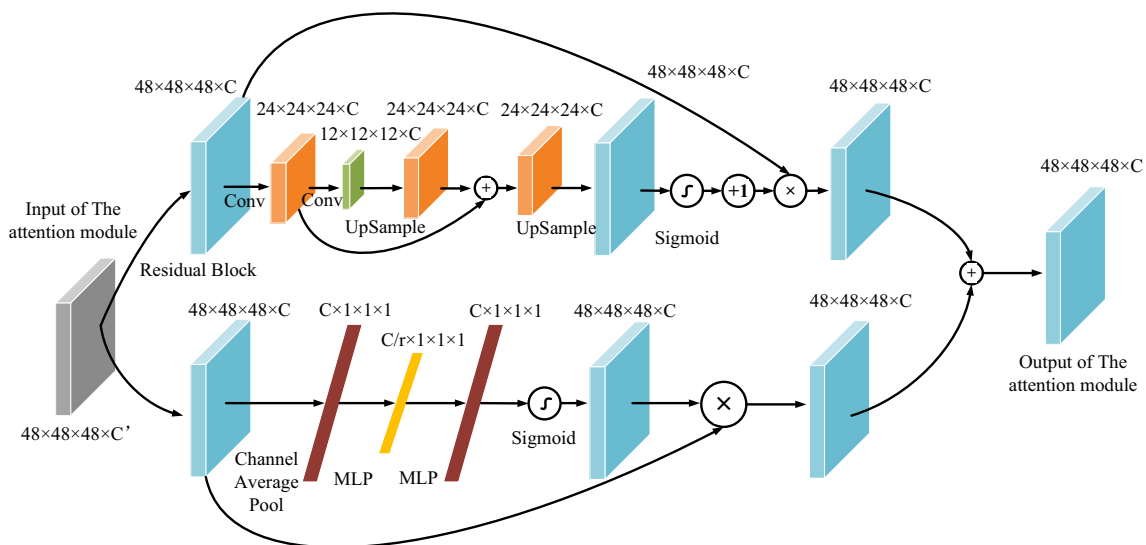 48×48×48×C
48×48×48×C
48×48×48×C
24×24×24×C
24×24×24×C
24×24×24×C
12×12×12×C
48×48×48×C
+
+1
×
Conv
Conv
UpSample
UpSample
Sigmoid
Input of The
attention module
Residual Block
+
48×48×48×C
C×1×1×1
C×1×1×1
48×48×48×C
48×48×48×C
C/r×1×1×1
×
Output of The
attention module
48×48×48×C’
Sigmoid
Channel
Average
Pool
MLP
MLP